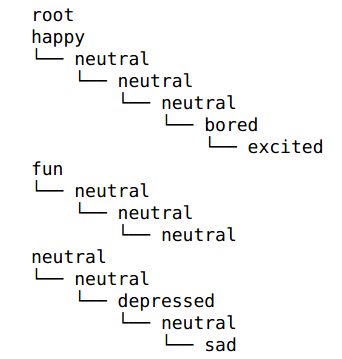 root
happy
└── neutral
    └── neutral
        └── neutral
            └── bored
                └── excited
fun
└── neutral
    └── neutral
        └── neutral
neutral
└── neutral
    └── depressed
        └── neutral
            └── sad